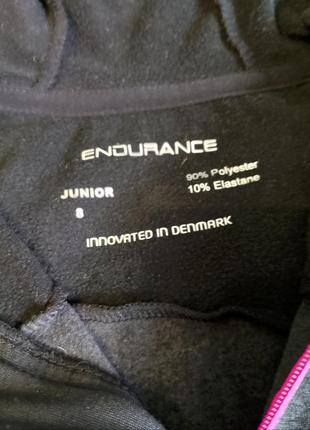 ENDURANCE
JUNIOR
8
90% Polyester
10% Elastane
INNOVATED IN DENMARK